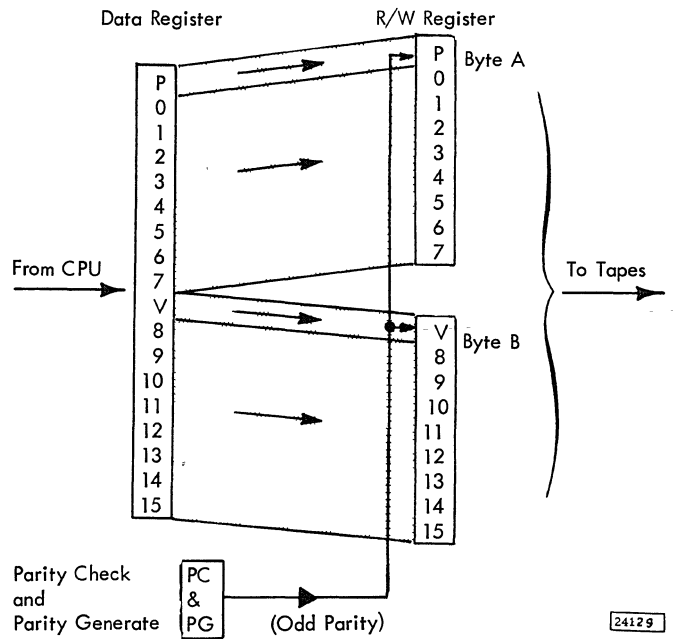 Data Register
R/W Register
P
0
1
2
3
4
5
6
7
V
8
9
10
11
12
13
14
15
P
0
1
2
3
4
5
6
7
Byte A
V
8
9
10
11
12
13
14
15
Byte B
From CPU
To Tapes
Parity Check
and
Parity Generate
PC
&
PG
(Odd Parity)
24129